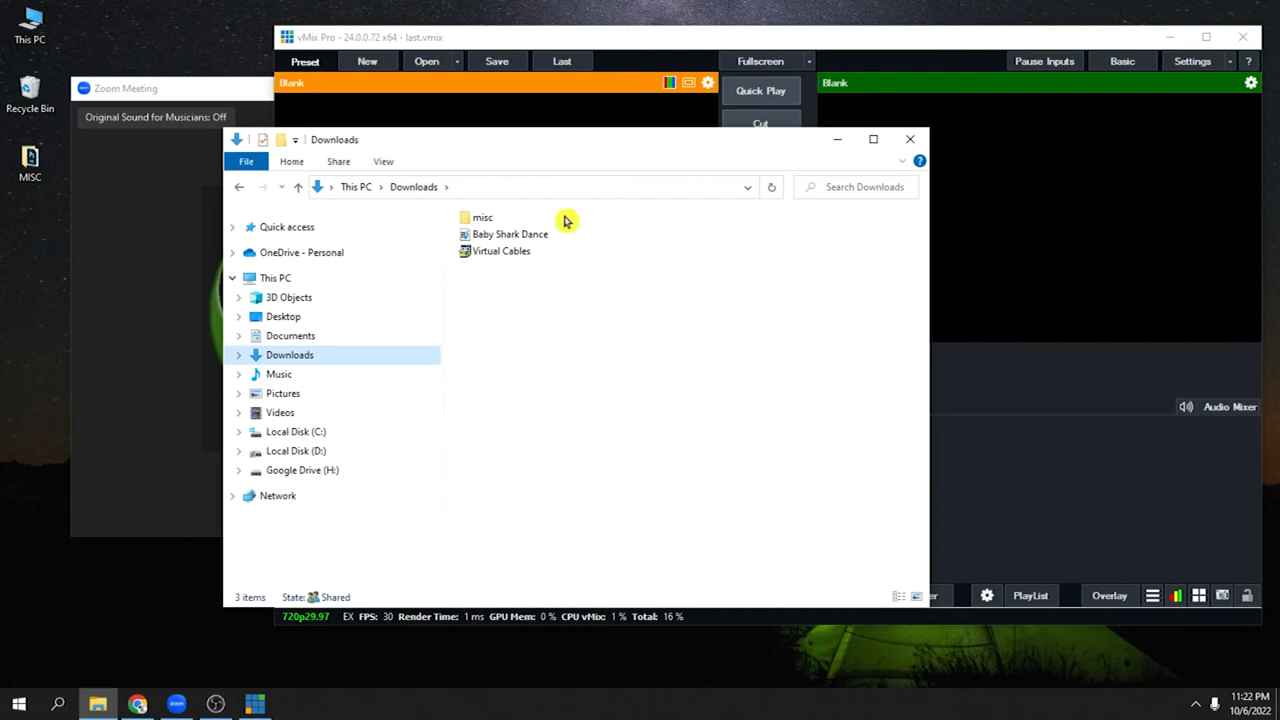 This PC
Recycle Bin
MISC
Zoom Meeting
Original Sound for Musicians: Off
vMix Pro - 24.0.0.72 x64 - last.vmix
Preset New Open Save Last Fullscreen Pause Inputs Basic Settings ?
Blank
Quick Play
Cut
Blank
Downloads
File Home Share View
This PC Downloads
Search Downloads
Quick access
OneDrive - Personal
This PC
3D Objects
Desktop
Documents
Downloads
Music
Pictures
Videos
Local Disk (C:)
Local Disk (D:)
Google Drive (H:)
Network
misc
Baby Shark Dance
Virtual Cables
3 items State: Shared
Audio Mixer
PlayList Overlay
720p29.97 EX FPS: 30 Render Time: 1 ms GPU Mem: 0 % CPU vMix: 1 % Total: 16 %
11:22 PM
10/6/2022